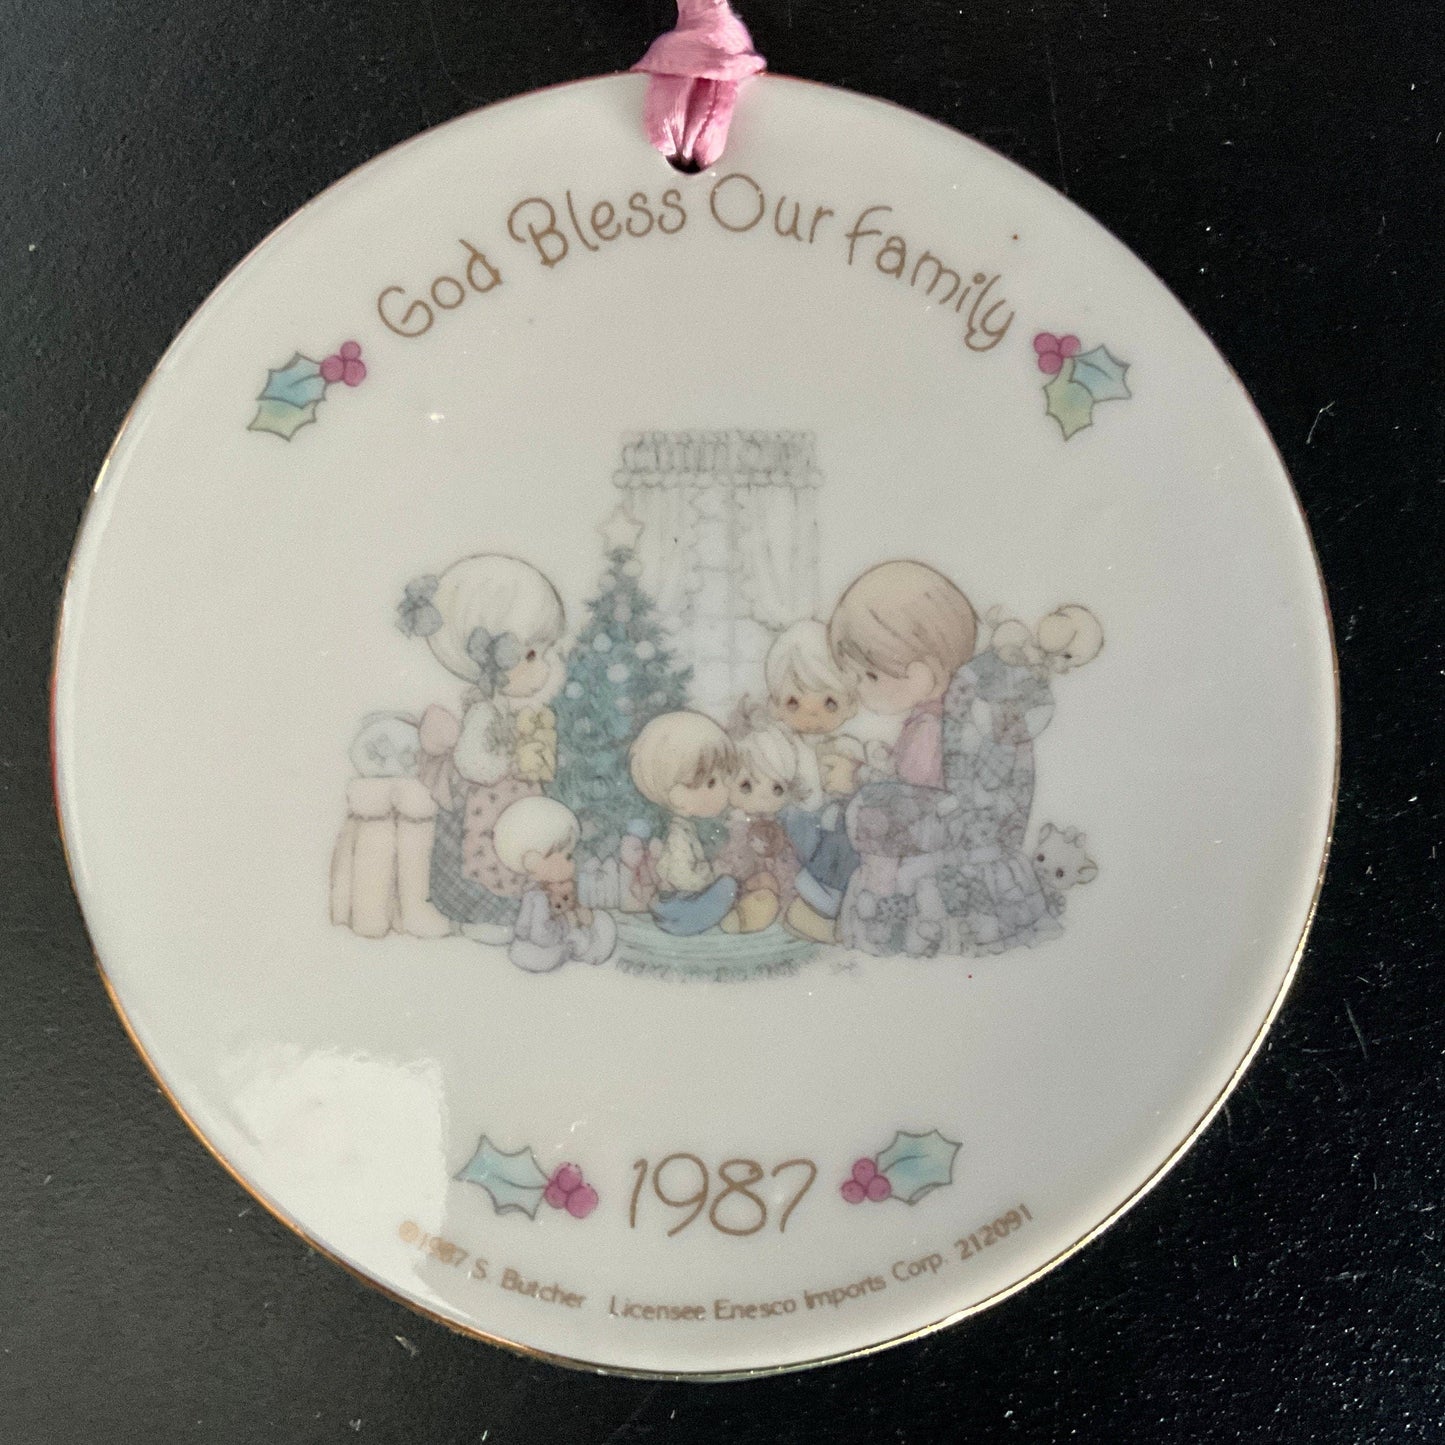 God Bless Our Family
1987
©1987 S. Butcher Licensee Enesco Imports Corp. 212091